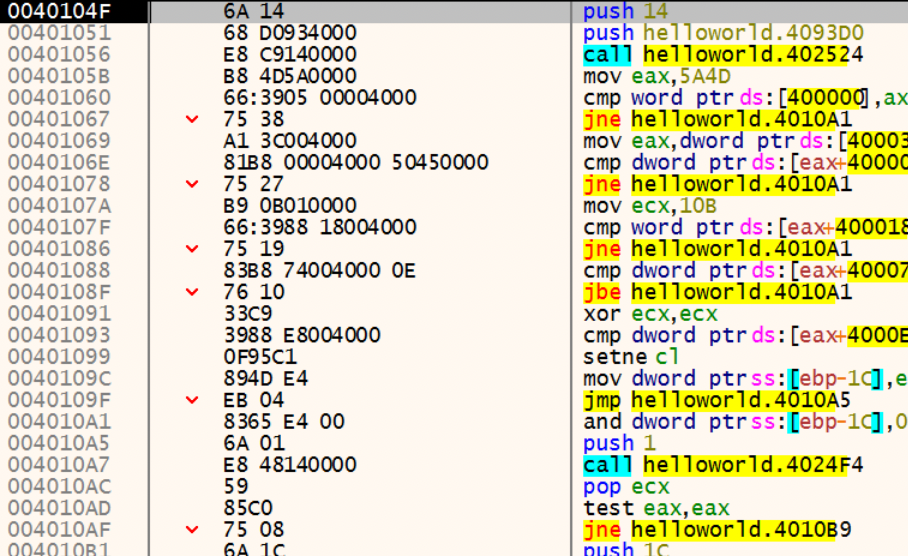 0040104F 6A 14 push 14
00401051 68 D0934000 push helloworld.4093D0
00401056 E8 C9140000 call helloworld.402524
0040105B B8 4D5A0000 mov eax,5A4D
00401060 66:3905 00004000 cmp word ptr ds:[400000],ax
00401067 75 38 jne helloworld.4010A1
00401069 A1 3C004000 mov eax,dword ptr ds:[40003
0040106E 81B8 00004000 50450000 cmp dword ptr ds:[eax+40000
00401078 75 27 jne helloworld.4010A1
0040107A B9 0B010000 mov ecx,10B
0040107F 66:3988 18004000 cmp word ptr ds:[eax+400018
00401086 75 19 jne helloworld.4010A1
00401088 83B8 74004000 0E cmp dword ptr ds:[eax+40007
0040108F 76 10 jbe helloworld.4010A1
00401091 33C9 xor ecx,ecx
00401093 3988 E8004000 cmp dword ptr ds:[eax+4000E
00401099 0F95C1 setne cl
0040109C 894D E4 mov dword ptr ss:[ebp-1C],e
0040109F EB 04 jmp helloworld.4010A5
004010A1 8365 E4 00 and dword ptr ss:[ebp-1C],0
004010A5 6A 01 push 1
004010A7 E8 48140000 call helloworld.4024F4
004010AC 59 pop ecx
004010AD 85C0 test eax,eax
004010AF 75 08 jne helloworld.4010B9
004010B1 6A 1C push 1C